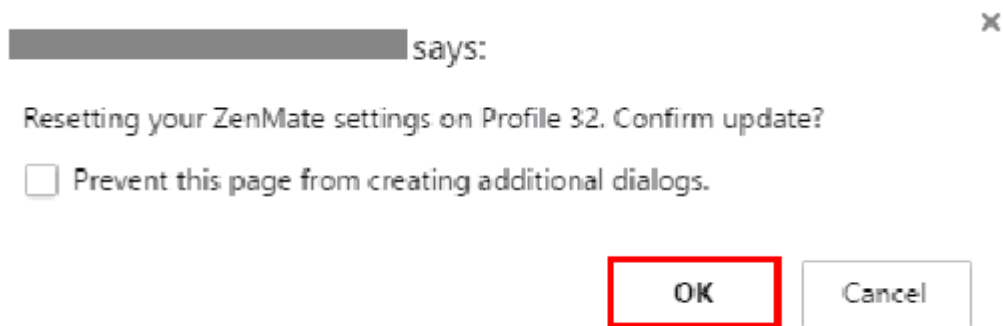 says:
Resetting your ZenMate settings on Profile 32. Confirm update?
Prevent this page from creating additional dialogs.
OK Cancel